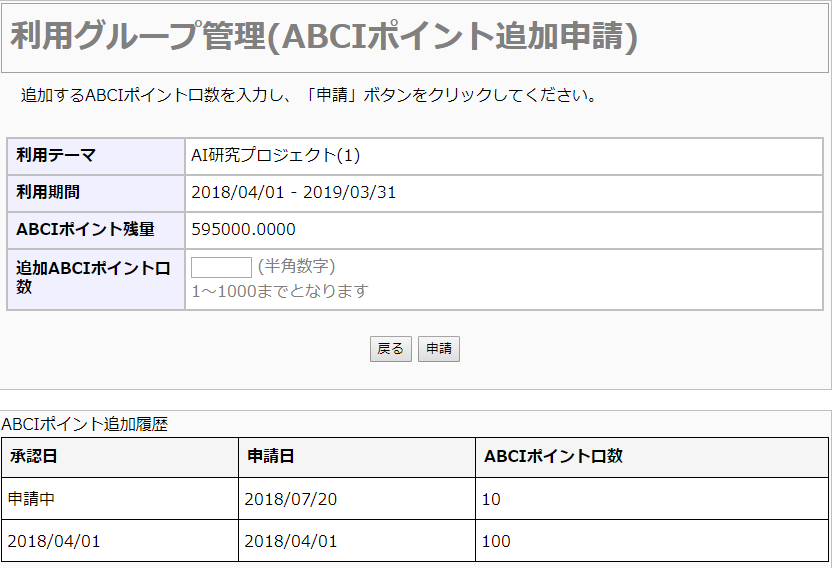 利用グループ管理(ABCIポイント追加申請)
追加するABCIポイント口数を入力し、「申請」ボタンをクリックしてください。
利用テーマ AI研究プロジェクト(1)
利用期間 2018/04/01 - 2019/03/31
ABCIポイント残量 595000.0000
追加ABCIポイント口
数
(半角数字)
1～1000までとなります
戻る 申請
ABCIポイント追加履歴
承認日 申請日 ABCIポイント口数
申請中 2018/07/20 10
2018/04/01 2018/04/01 100